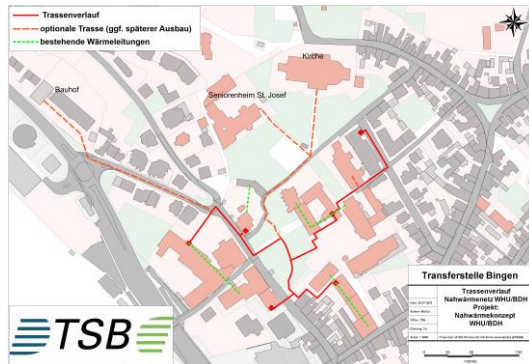 Trassenverlauf
optionale Trasse (ggf. späterer Ausbau)
bestehende Wärmeleitungen
Kirche
Bauhof
Seniorenheim St. Josef
Transferstelle Bingen
Trassenverlauf
Nahwärmenetz WHU/BDH
Projekt:
Nahwärmekonzept
WHU/BDH
TSB